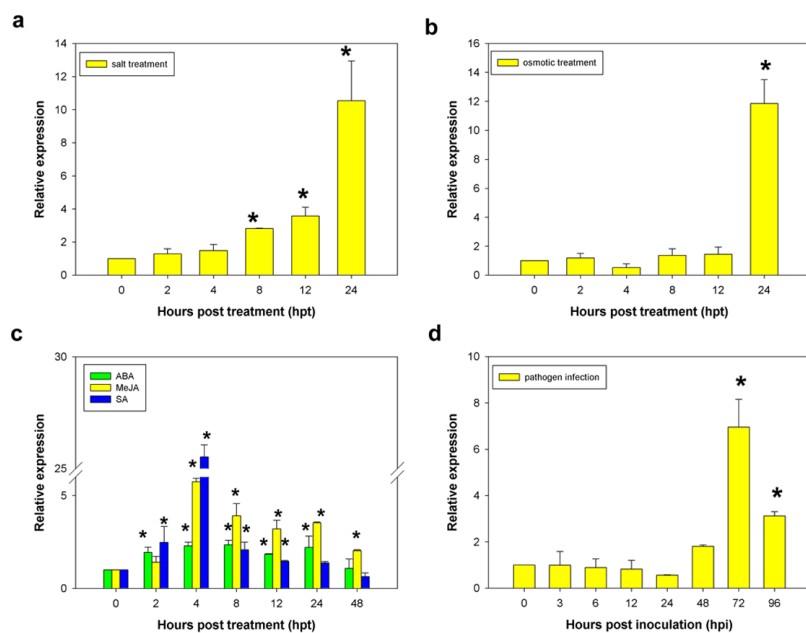 a
14
12
10
8
6
4
2
0
Relative expression
salt treatment
*
*
*
0 2 4 8 12 24
Hours post treatment (hpt)
b
16
14
12
10
8
6
4
2
0
Relative expression
osmotic treatment
*
0 2 4 8 12 24
Hours post treatment (hpt)
c
30
25
5
0
Relative expression
ABA
MeJA
SA
* *
* * *
* * *
* * *
* *
*
0 2 4 8 12 24 48
Hours post treatment (hpt)
d
10
8
6
4
2
0
Relative expression
pathogen infection
*
*
0 3 6 12 24 48 72 96
Hours post inoculation (hpi)